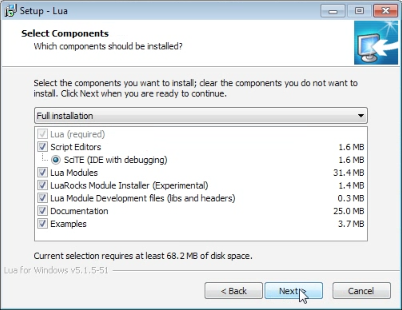 Setup - Lua
Select Components
Which components should be installed?
Select the components you want to install; clear the components you do not want to
install. Click Next when you are ready to continue.
Full installation
Lua (required)
Script Editors 1.6 MB
SciTE (IDE with debugging) 1.6 MB
Lua Modules 31.4 MB
LuaRocks Module Installer (Experimental) 1.4 MB
Lua Module Development files (libs and headers) 0.3 MB
Documentation 25.0 MB
Examples 3.7 MB
Current selection requires at least 68.2 MB of disk space.
Lua for Windows v5.1.5-51
< Back Next > Cancel